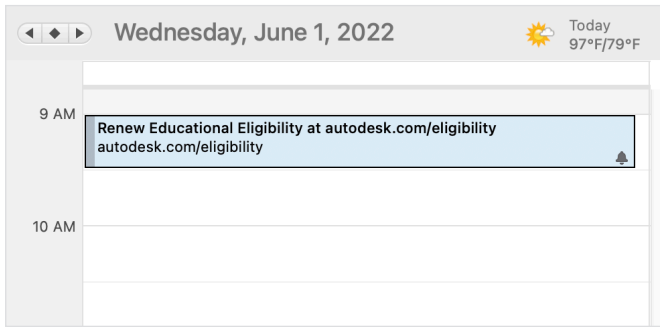 Wednesday, June 1, 2022
Today
97°F/79°F
9 AM
Renew Educational Eligibility at autodesk.com/eligibility
autodesk.com/eligibility
10 AM